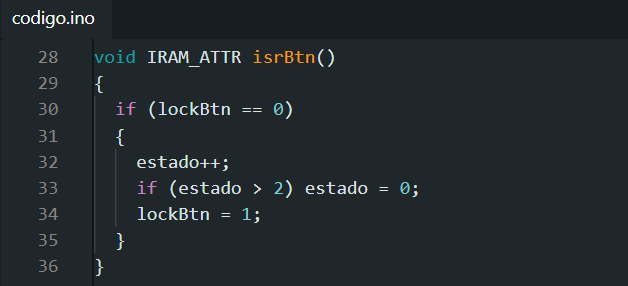 codigo.ino
28 void IRAM_ATTR isrBtn()
29 {
30 if (lockBtn == 0)
31 {
32 estado++;
33 if (estado > 2) estado = 0;
34 lockBtn = 1;
35 }
36 }